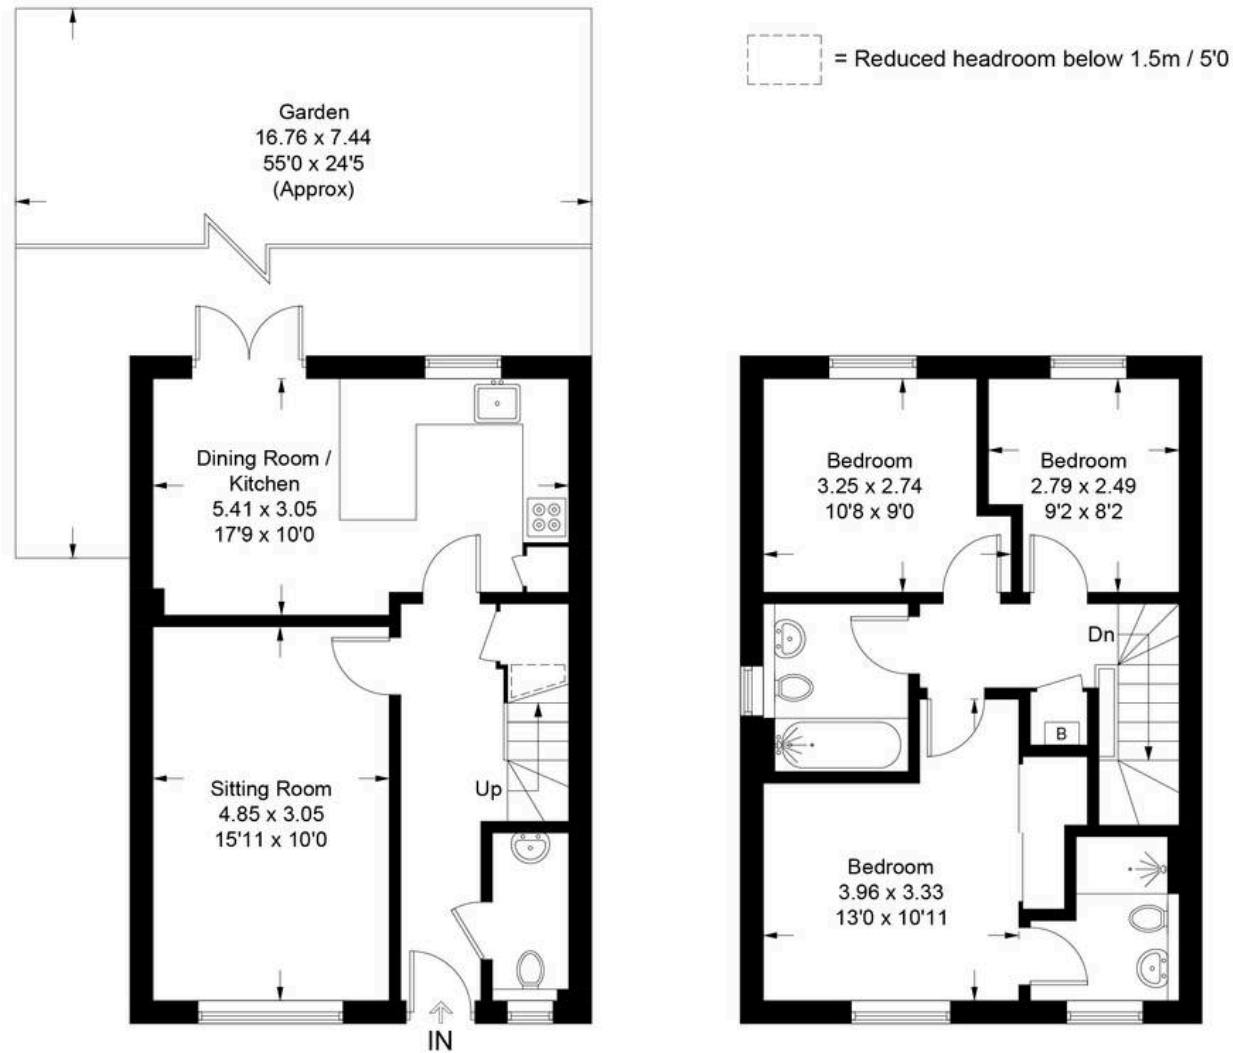 = Reduced headroom below 1.5m / 5'0
Garden
16.76 x 7.44
55'0 x 24'5
(Approx)
Dining Room /
Kitchen
5.41 x 3.05
17'9 x 10'0
Sitting Room
4.85 x 3.05
15'11 x 10'0
Up
IN
Bedroom
3.25 x 2.74
10'8 x 9'0
Bedroom
2.79 x 2.49
9'2 x 8'2
Dn
B
Bedroom
3.96 x 3.33
13'0 x 10'11